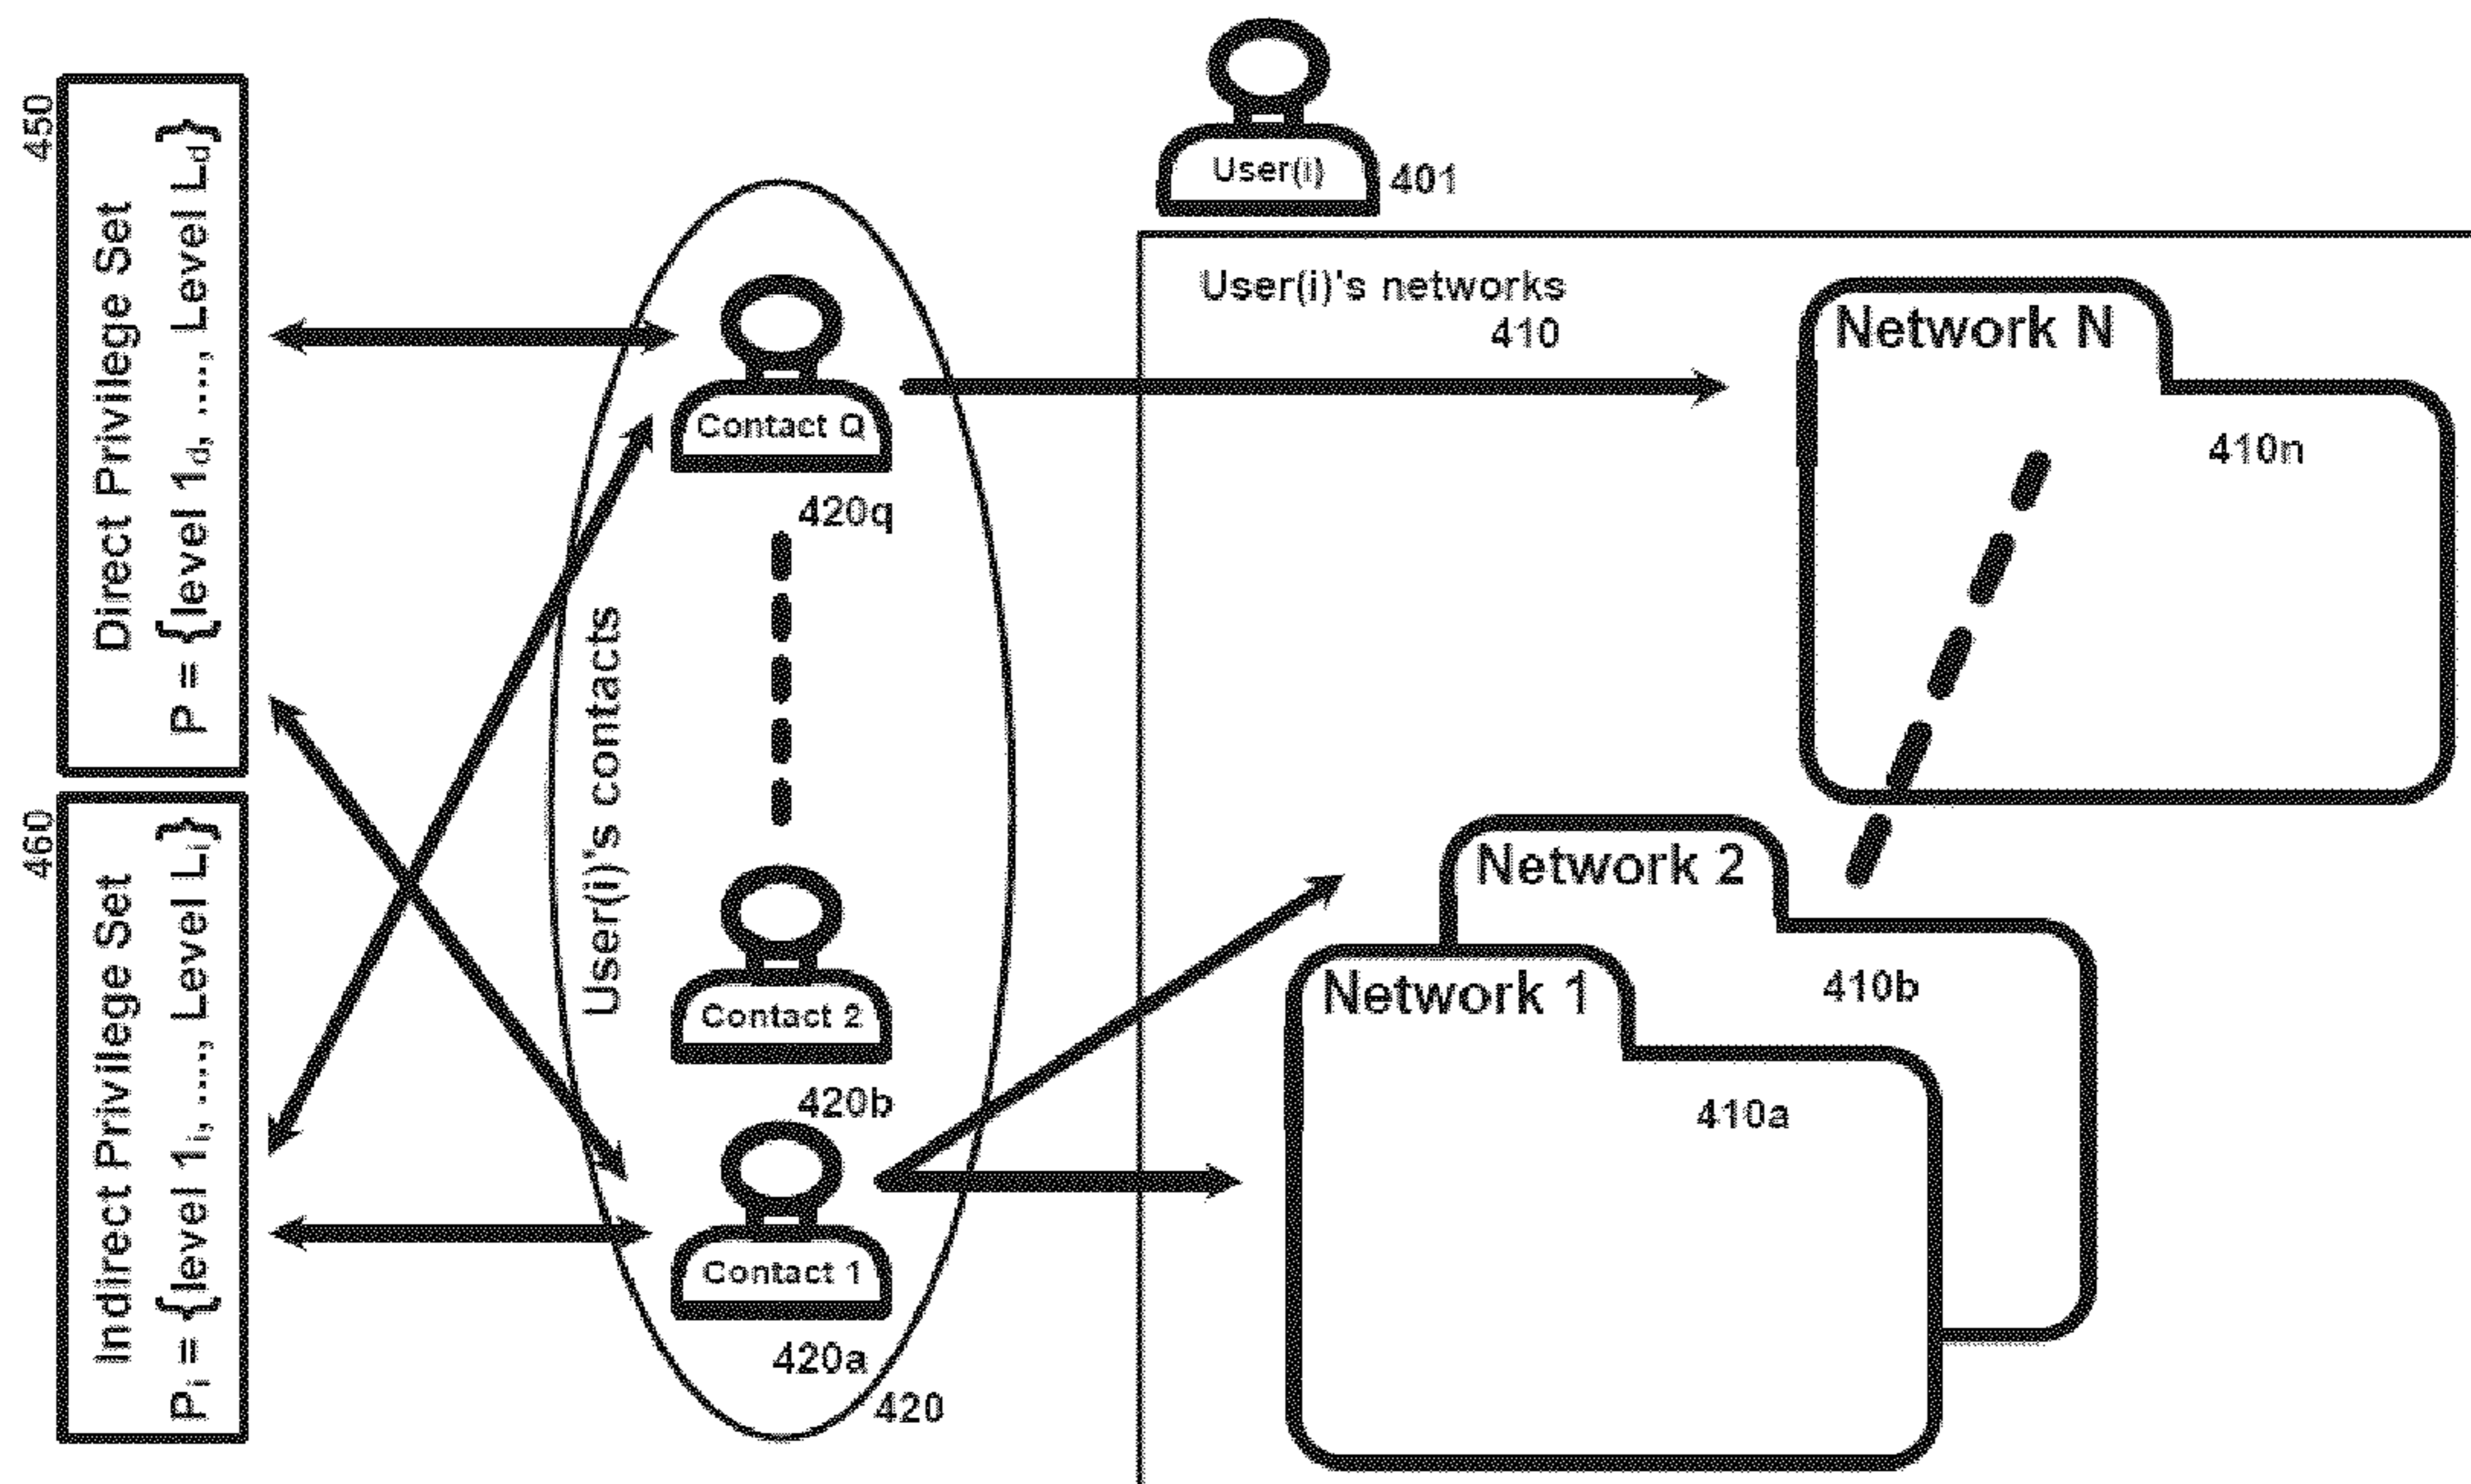 450
Direct Privilege Set
P = {level 1d, ...., Level Ld}
460
Indirect Privilege Set
Pi = {level 1i, ...., Level Li}
User(i)
401
User(i)'s contacts
Contact Q
420q
Contact 2
420b
Contact 1
420a
420
User(i)'s networks
410
Network N
410n
Network 2
410b
Network 1
410a